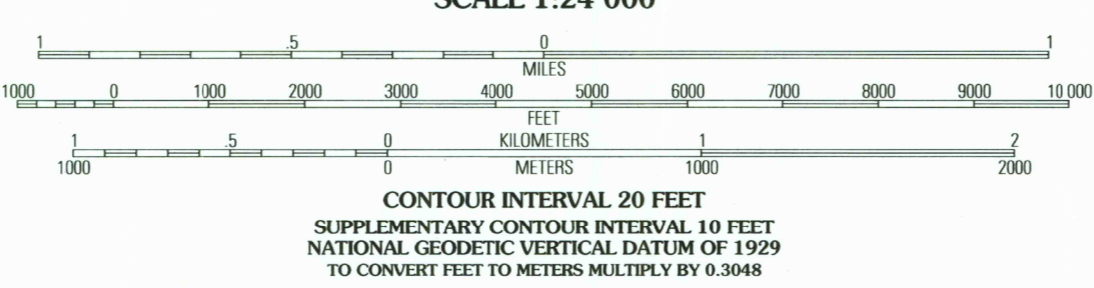 SCALE 1:24 000
1 .5 0 1
MILES
1000 0 1000 2000 3000 4000 5000 6000 7000 8000 9000 10 000
FEET
1 .5 0 KILOMETERS 1 2
1000 0 METERS 1000 2000
CONTOUR INTERVAL 20 FEET
SUPPLEMENTARY CONTOUR INTERVAL 10 FEET
NATIONAL GEODETIC VERTICAL DATUM OF 1929
TO CONVERT FEET TO METERS MULTIPLY BY 0.3048